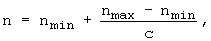 n = n_min + (n_max − n_min)/c ,